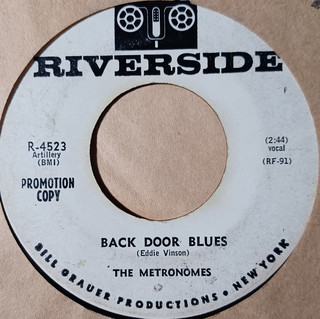 RIVERSIDE
R-4523
Artillery
(BMI)
PROMOTION
COPY
(2:44)
vocal
(RF-91)
BACK DOOR BLUES
(Eddie Vinson)
THE METRONOMES
BILL GRAUER PRODUCTIONS • NEW YORK